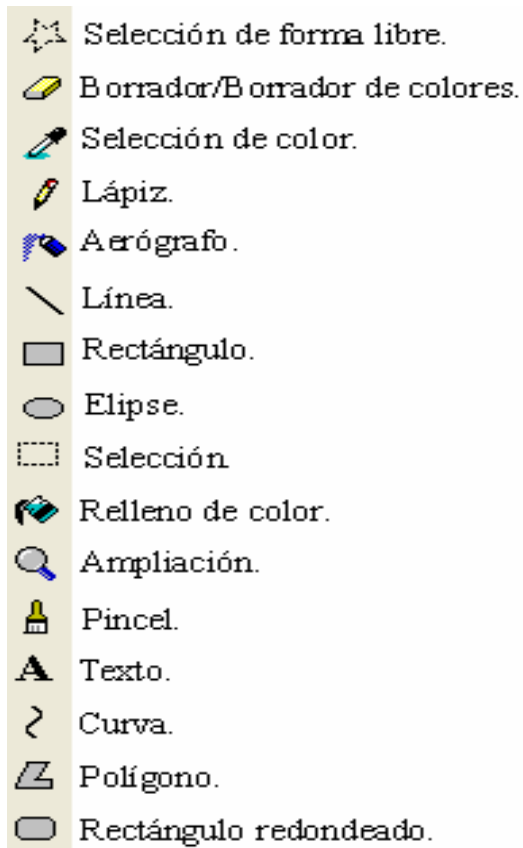 Selección de forma libre.
Borrador/Borrador de colores.
Selección de color.
Lápiz.
Aerógrafo.
Línea.
Rectángulo.
Elipse.
Selección
Relleno de color.
Ampliación.
Pincel.
A Texto.
Curva.
Polígono.
Rectángulo redondeado.